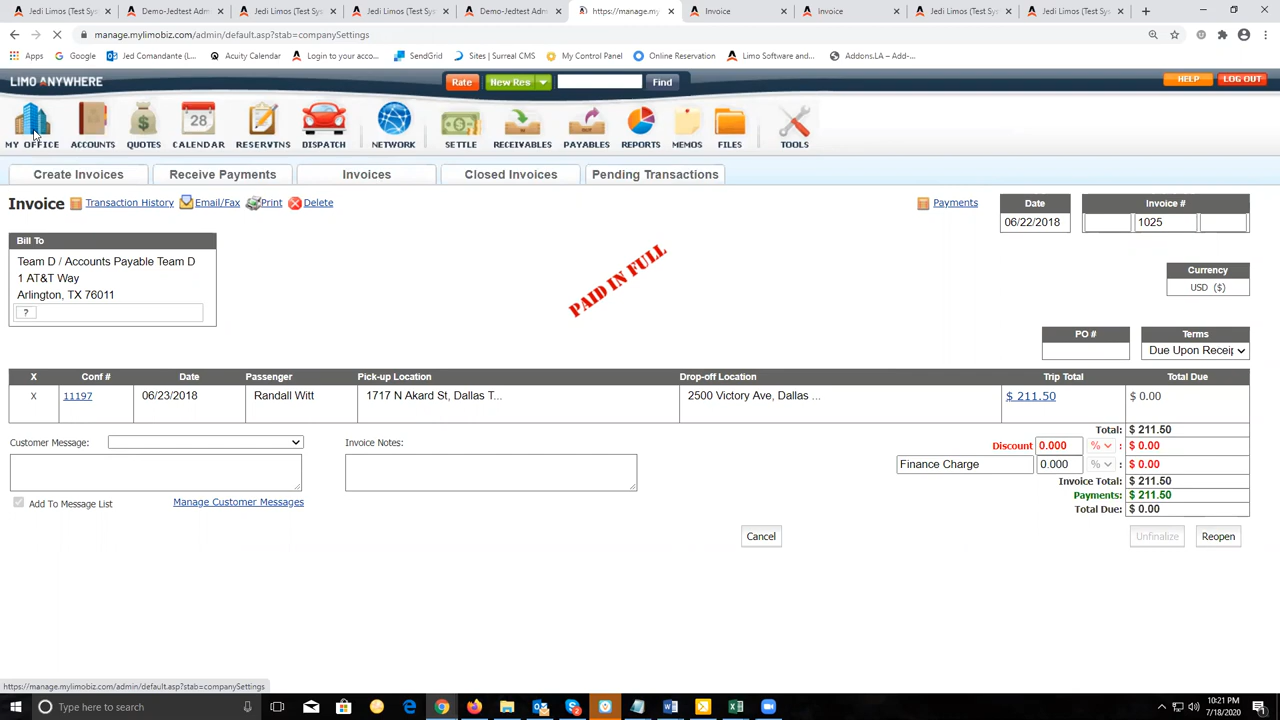 Jedi Limos (Test Sys
Demo-Jedtest Adm
Jedi Limos (Test System
Jedi Limos (Test Sys
Demo-Jedtest Adm
https://manage.my
Invoice
Invoice
Jedi Limos (Test Sys
Jedi Limos (Test Sys
manage.mylimobiz.com/admin/default.asp?stab=companySettings
Apps
Google
Jed Comandante (W...
Acuity Calendar
Login to your acco...
SendGrid
Sites | Surreal CMS
My Control Panel
Online Reservation
Limo Software and...
Addons.LA – Add-...
LIMO ANYWHERE
Rate
New Res
Find
HELP
LOG OUT
28
MY OFFICE
ACCOUNTS
QUOTES
CALENDAR
RESERVTNS
DISPATCH
NETWORK
SETTLE
RECEIVABLES
PAYABLES
REPORTS
MEMOS
FILES
TOOLS
Create Invoices
Receive Payments
Invoices
Closed Invoices
Pending Transactions
Invoice
Transaction History
Email/Fax
Print
Delete
Payments
Date
06/22/2018
Invoice #
1025
Bill To
Team D / Accounts Payable Team D
1 AT&T Way
Arlington, TX 76011
?
PAID IN FULL
Currency
USD ($)
PO #
Terms
Due Upon Receip
X Conf # Date Passenger Pick-up Location Drop-off Location Trip Total Total Due
X 11197 06/23/2018 Randall Witt 1717 N Akard St, Dallas T... 2500 Victory Ave, Dallas ... $ 211.50 $ 0.00
Total: $ 211.50
Customer Message:
Invoice Notes:
Discount 0.000 % : $ 0.00
Finance Charge 0.000 % : $ 0.00
Invoice Total: $ 211.50
Payments: $ 211.50
Total Due: $ 0.00
Add To Message List
Manage Customer Messages
Cancel
Unfinalize
Reopen
https://manage.mylimobiz.com/admin/default.asp?stab=companySettings
Type here to search
10:21 PM
7/18/2020